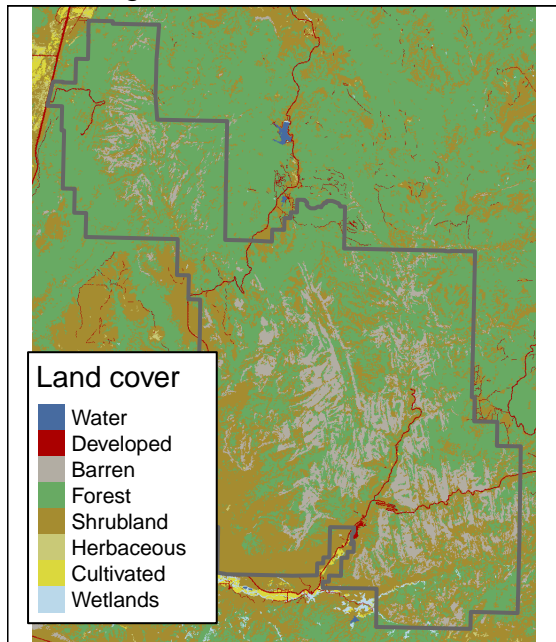 Land cover
Water
Developed
Barren
Forest
Shrubland
Herbaceous
Cultivated
Wetlands